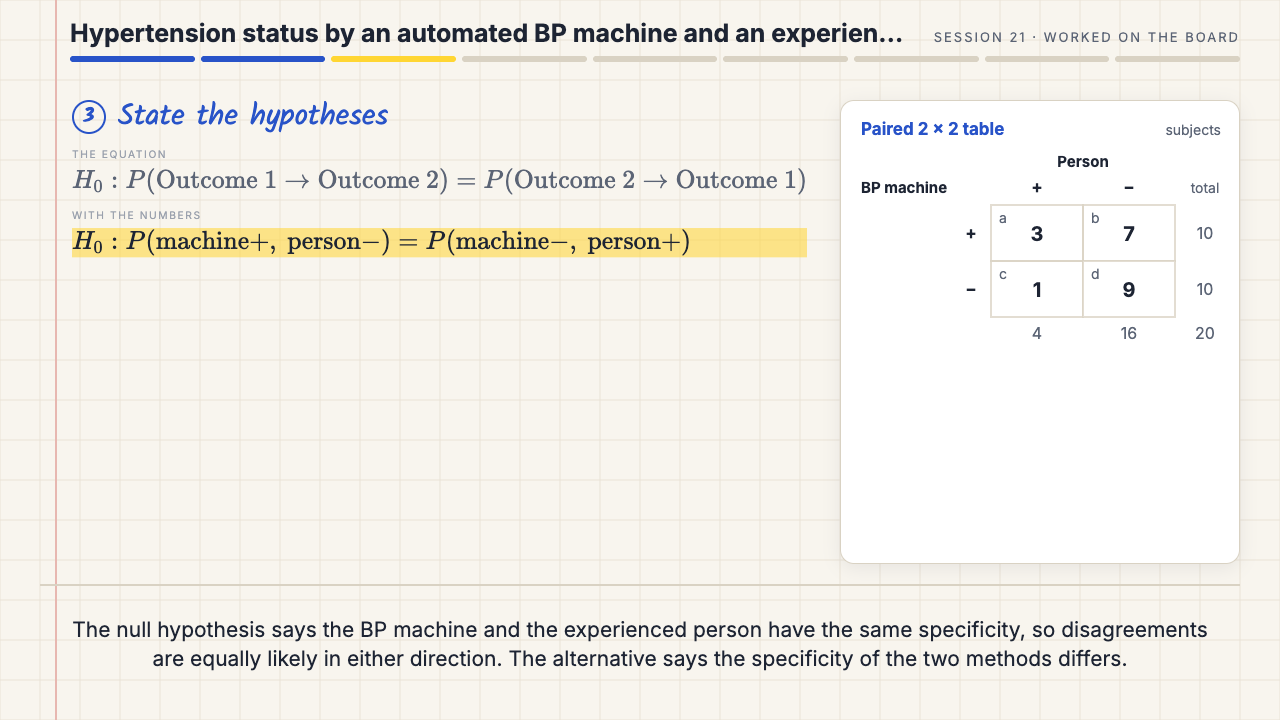 Hypertension status by an automated BP machine and an experien…
SESSION 21 · WORKED ON THE BOARD
3 State the hypotheses
THE EQUATION
H₀ : P(Outcome 1 → Outcome 2) = P(Outcome 2 → Outcome 1)
WITH THE NUMBERS
H₀ : P(machine+, person−) = P(machine−, person+)
Paired 2 × 2 table
subjects
Person
BP machine + − total
+ a 3 b 7 10
− c 1 d 9 10
4 16 20
The null hypothesis says the BP machine and the experienced person have the same specificity, so disagreements
are equally likely in either direction. The alternative says the specificity of the two methods differs.